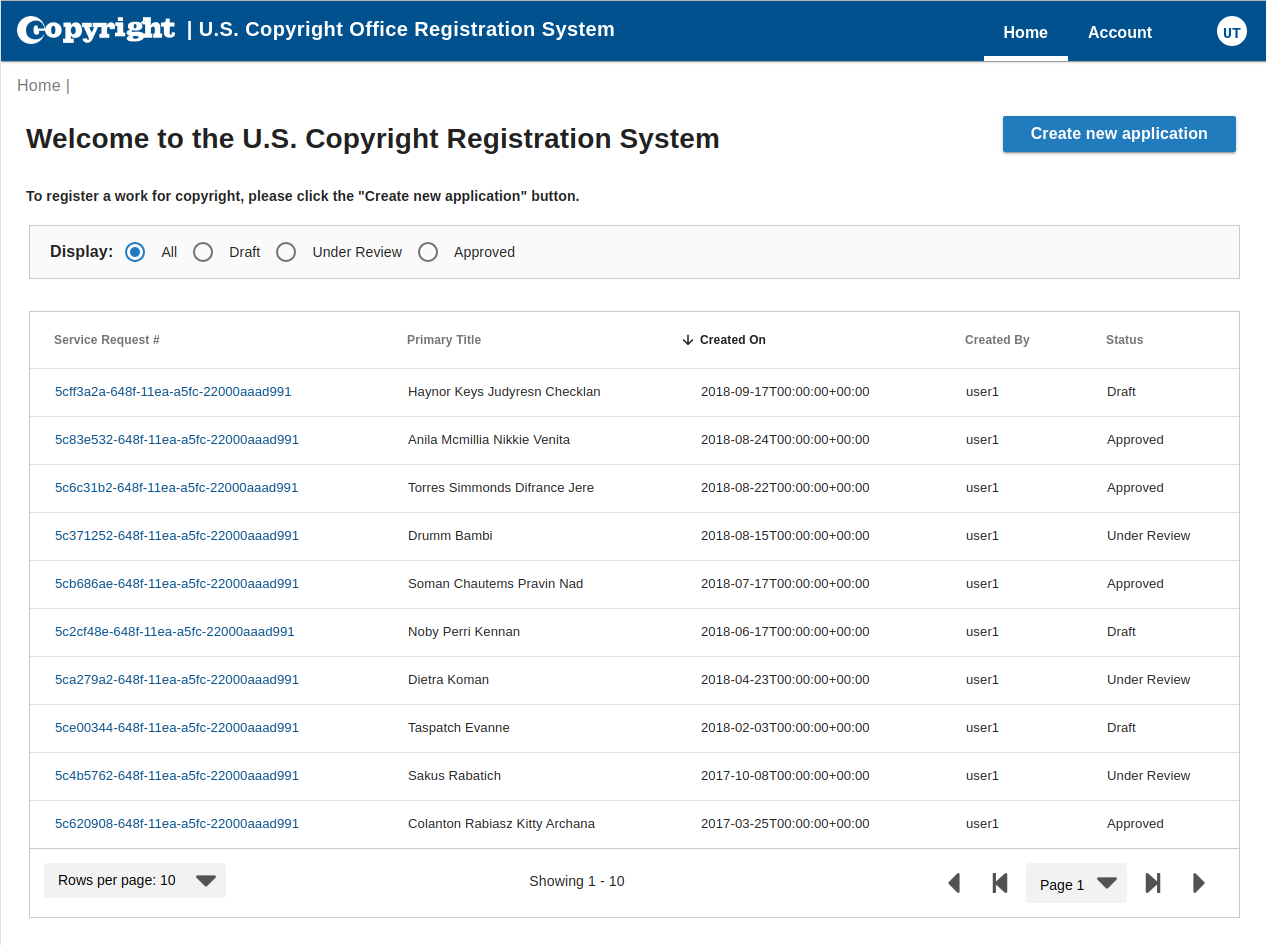 Copyright | U.S. Copyright Office Registration System Home Account UT
Home |
Welcome to the U.S. Copyright Registration System Create new application
To register a work for copyright, please click the "Create new application" button.
Display: All Draft Under Review Approved
Service Request # Primary Title Created On Created By Status
5cff3a2a-648f-11ea-a5fc-22000aaad991 Haynor Keys Judyresn Checklan 2018-09-17T00:00:00+00:00 user1 Draft
5c83e532-648f-11ea-a5fc-22000aaad991 Anila Mcmillia Nikkie Venita 2018-08-24T00:00:00+00:00 user1 Approved
5c6c31b2-648f-11ea-a5fc-22000aaad991 Torres Simmonds Difrance Jere 2018-08-22T00:00:00+00:00 user1 Approved
5c371252-648f-11ea-a5fc-22000aaad991 Drumm Bambi 2018-08-15T00:00:00+00:00 user1 Under Review
5cb686ae-648f-11ea-a5fc-22000aaad991 Soman Chautems Pravin Nad 2018-07-17T00:00:00+00:00 user1 Approved
5c2cf48e-648f-11ea-a5fc-22000aaad991 Noby Perri Kennan 2018-06-17T00:00:00+00:00 user1 Draft
5ca279a2-648f-11ea-a5fc-22000aaad991 Dietra Koman 2018-04-23T00:00:00+00:00 user1 Under Review
5ce00344-648f-11ea-a5fc-22000aaad991 Taspatch Evanne 2018-02-03T00:00:00+00:00 user1 Draft
5c4b5762-648f-11ea-a5fc-22000aaad991 Sakus Rabatich 2017-10-08T00:00:00+00:00 user1 Under Review
5c620908-648f-11ea-a5fc-22000aaad991 Colanton Rabiasz Kitty Archana 2017-03-25T00:00:00+00:00 user1 Approved
Rows per page: 10 Showing 1 - 10 Page 1